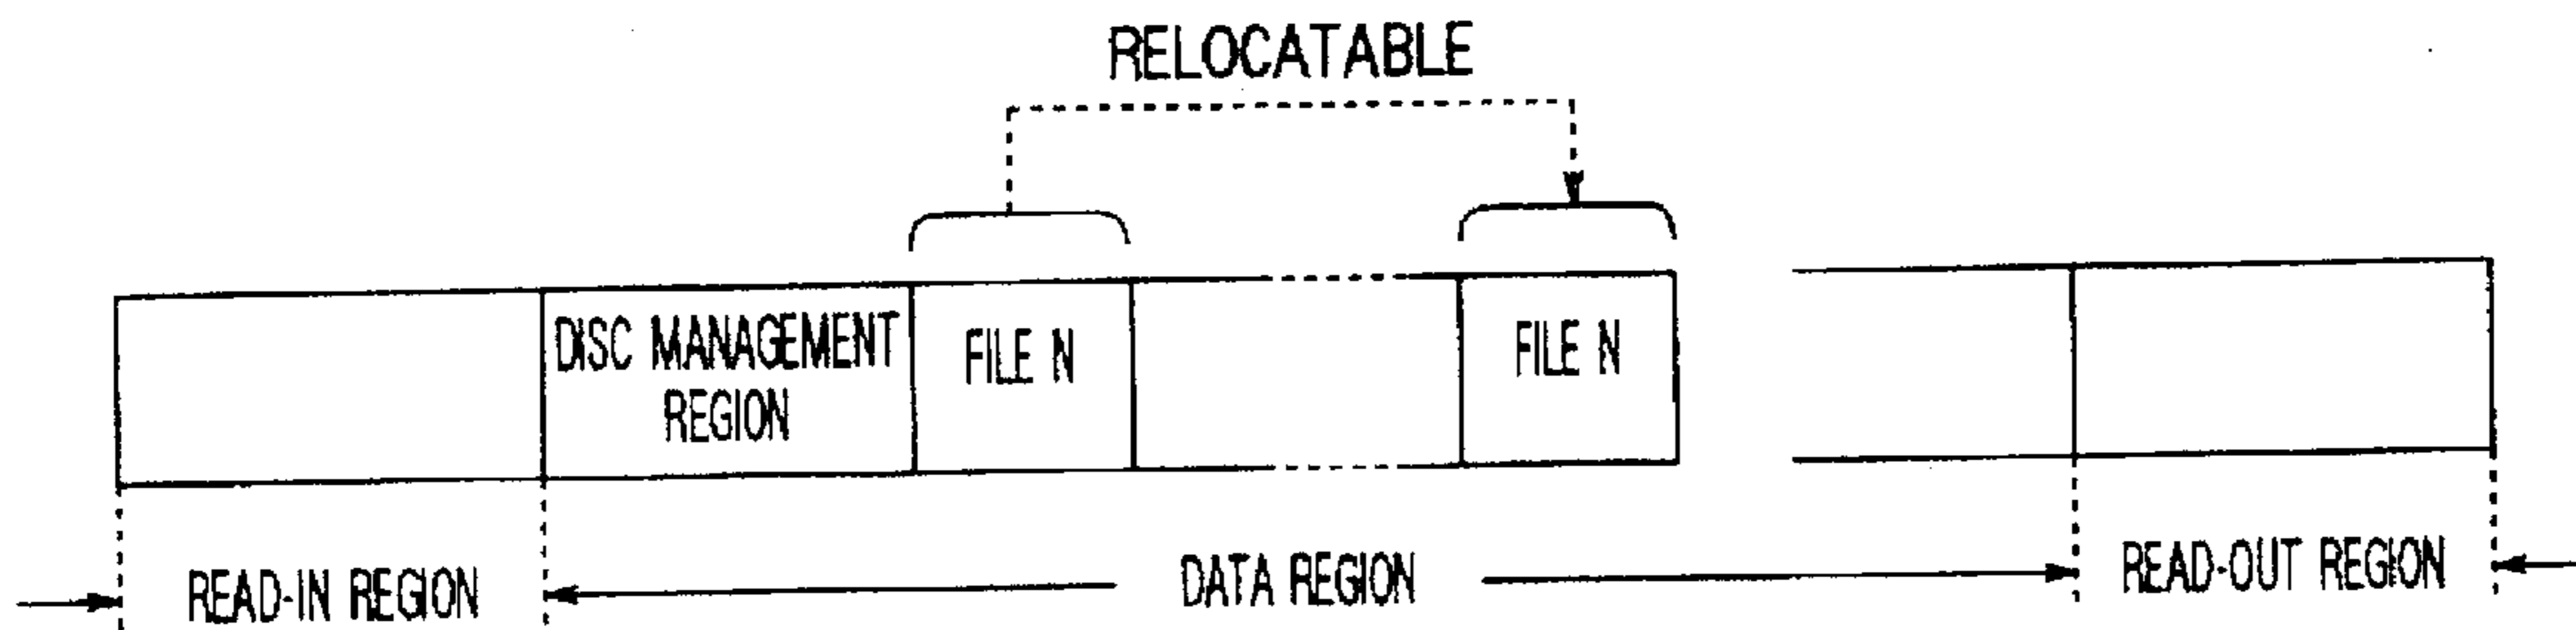 RELOCATABLE
DISC MANAGEMENT
REGION
FILE N
FILE N
READ-IN REGION
DATA REGION
READ-OUT REGION